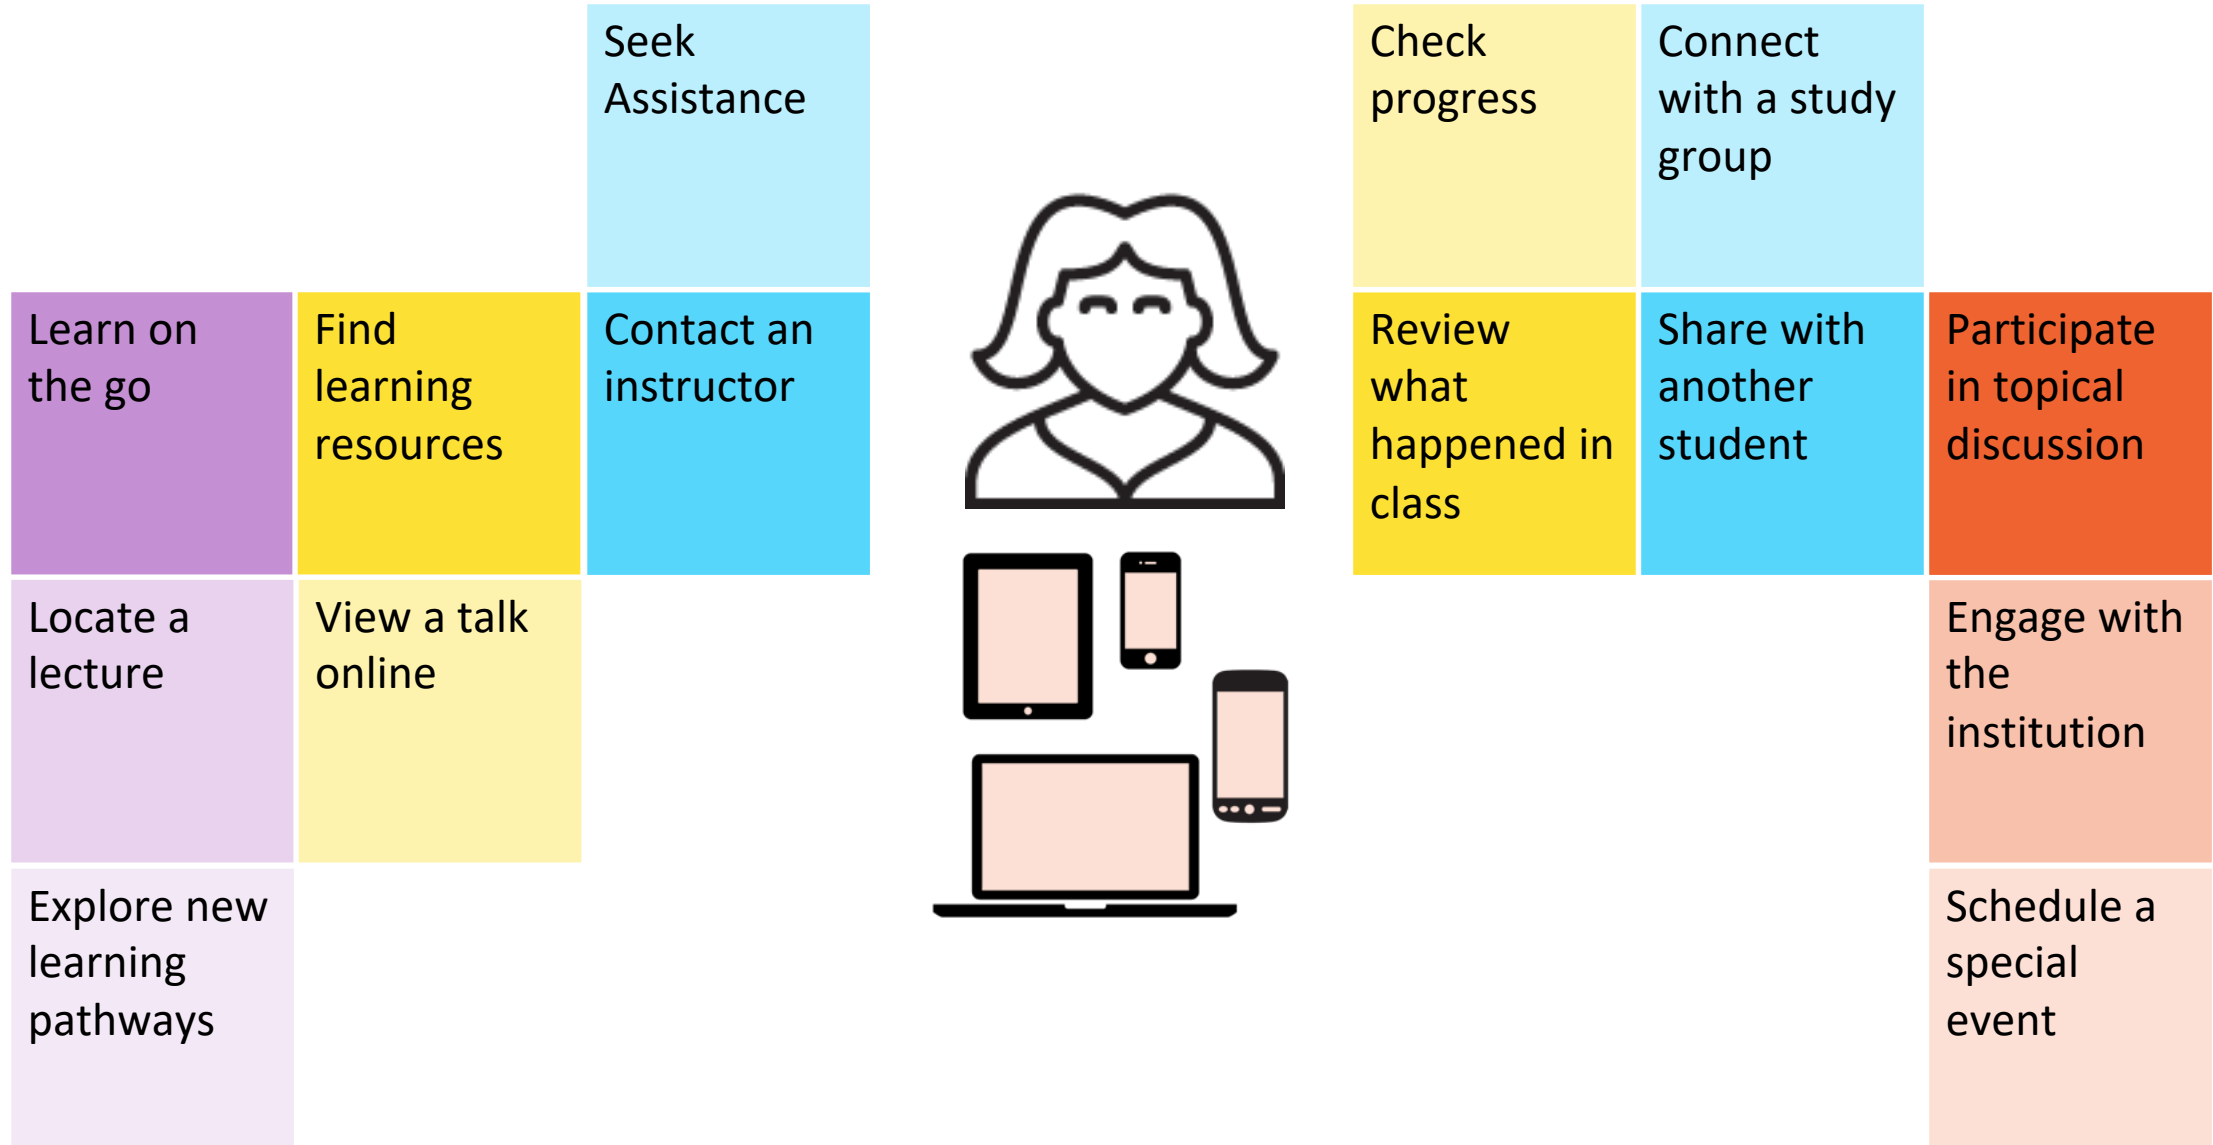 Seek
Assistance
Check
progress
Connect
with a study
group
Learn on
the go
Find
learning
resources
Contact an
instructor
Review
what
happened in
class
Share with
another
student
Participate
in topical
discussion
Locate a
lecture
View a talk
online
Engage with
the
institution
Explore new
learning
pathways
Schedule a
special
event